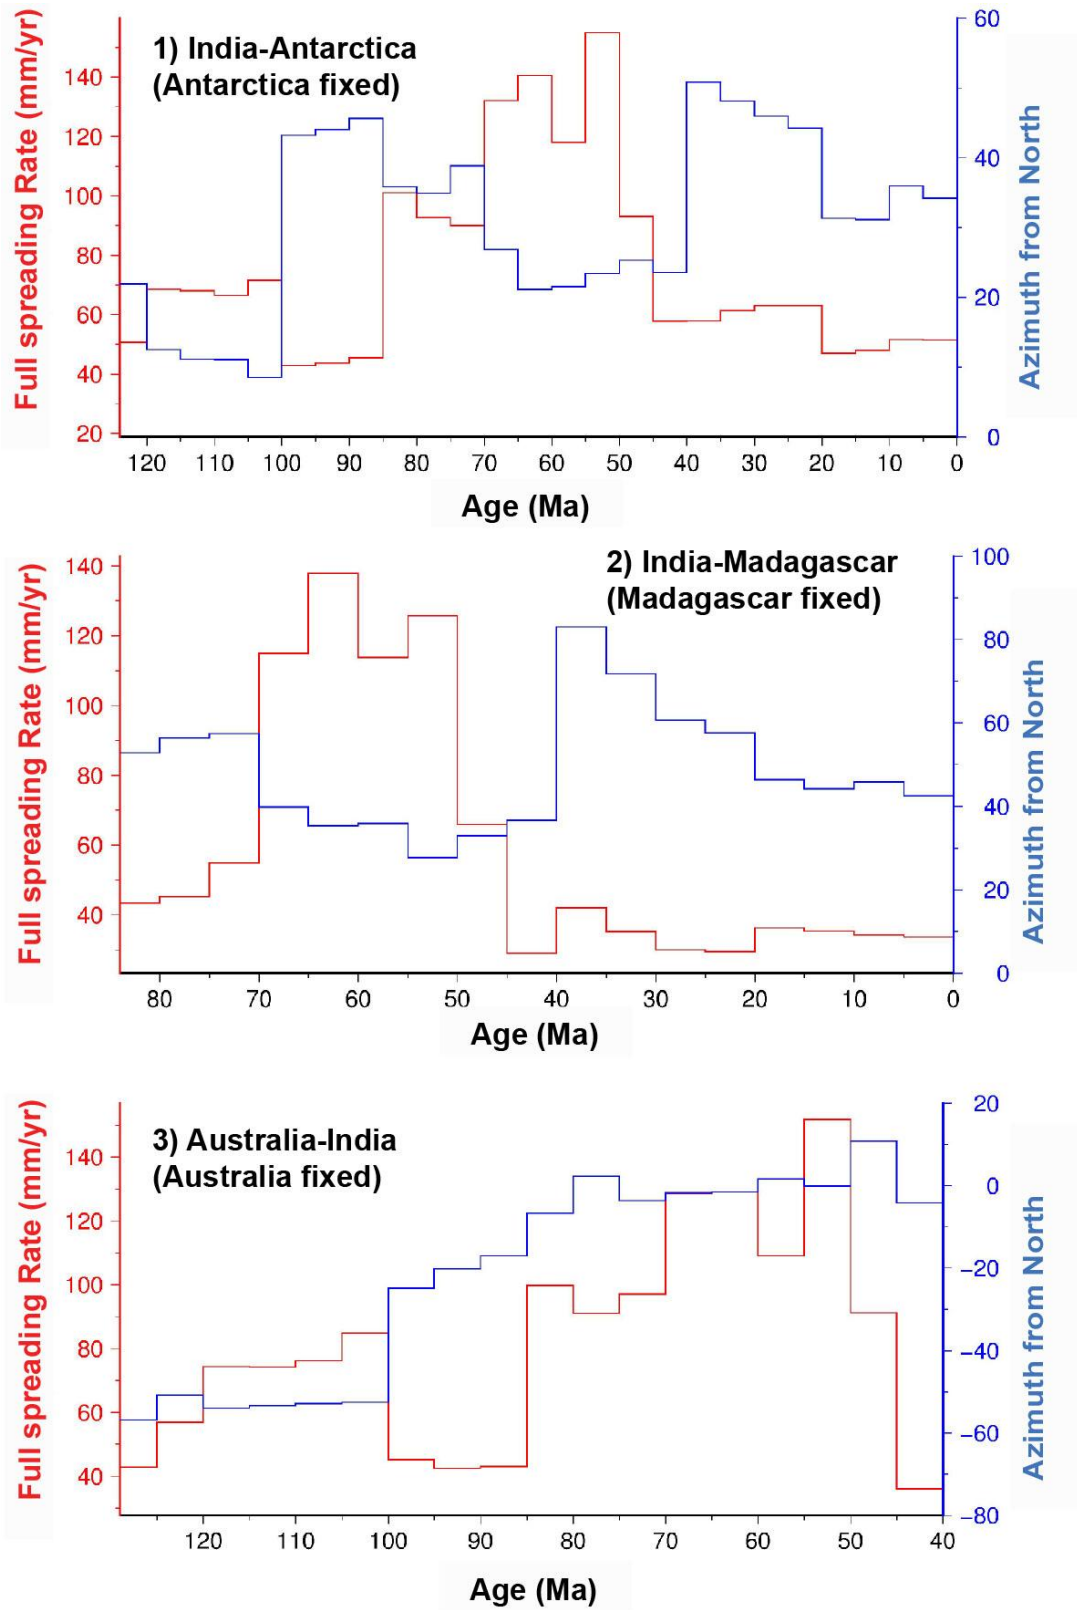 Full spreading Rate (mm/yr)
1) India-Antarctica
(Antarctica fixed)
140
120
100
80
60
40
20
60
40
20
0
Azimuth from North
120 110 100 90 80 70 60 50 40 30 20 10 0
Age (Ma)
Full spreading Rate (mm/yr)
2) India-Madagascar
(Madagascar fixed)
140
120
100
80
60
40
100
80
60
40
20
0
Azimuth from North
80 70 60 50 40 30 20 10 0
Age (Ma)
Full spreading Rate (mm/yr)
3) Australia-India
(Australia fixed)
140
120
100
80
60
40
20
0
−20
−40
−60
−80
Azimuth from North
120 110 100 90 80 70 60 50 40
Age (Ma)